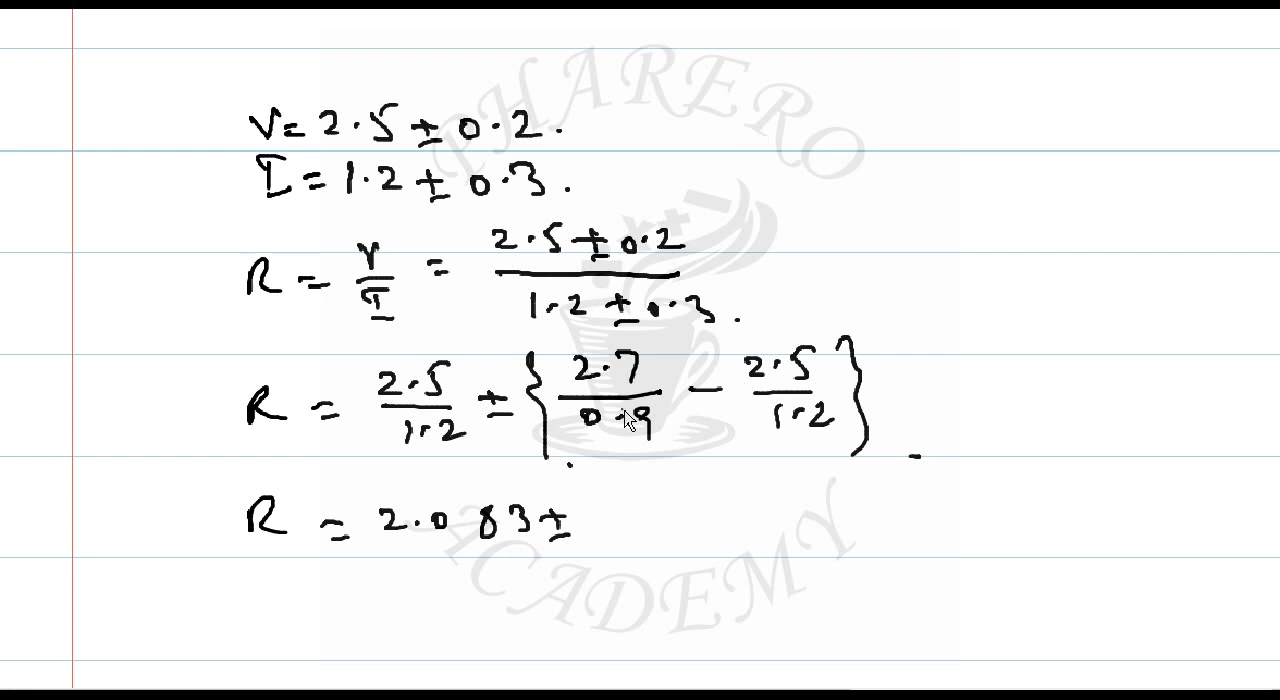 PHARERO
V = 2.5 ± 0.2.
I = 1.2 ± 0.3.
R = V/I = (2.5 ± 0.2)/(1.2 ± 0.3).
R = 2.5/1.2 ± {2.7/0.9 - 2.5/1.2}
R = 2.083 ±
ACADEMY